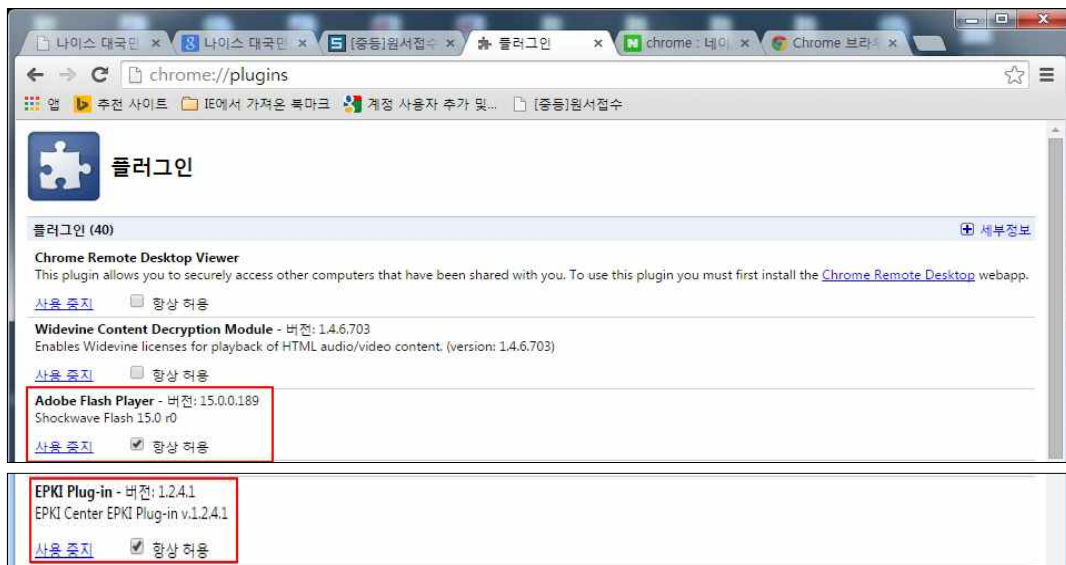 나이스 대국민
나이스 대국민
[중등]원서접수
플러그인
chrome : 네이
Chrome 브라우
chrome://plugins
앱 추천 사이트 IE에서 가져온 북마크 계정 사용자 추가 및... [중등]원서접수
플러그인
플러그인 (40) 세부정보
Chrome Remote Desktop Viewer
This plugin allows you to securely access other computers that have been shared with you. To use this plugin you must first install the Chrome Remote Desktop webapp.
사용 중지 항상 허용
Widevine Content Decryption Module - 버전: 1.4.6.703
Enables Widevine licenses for playback of HTML audio/video content. (version: 1.4.6.703)
사용 중지 항상 허용
Adobe Flash Player - 버전: 15.0.0.189
Shockwave Flash 15.0 r0
사용 중지 항상 허용
EPKI Plug-in - 버전: 1.2.4.1
EPKI Center EPKI Plug-in v.1.2.4.1
사용 중지 항상 허용